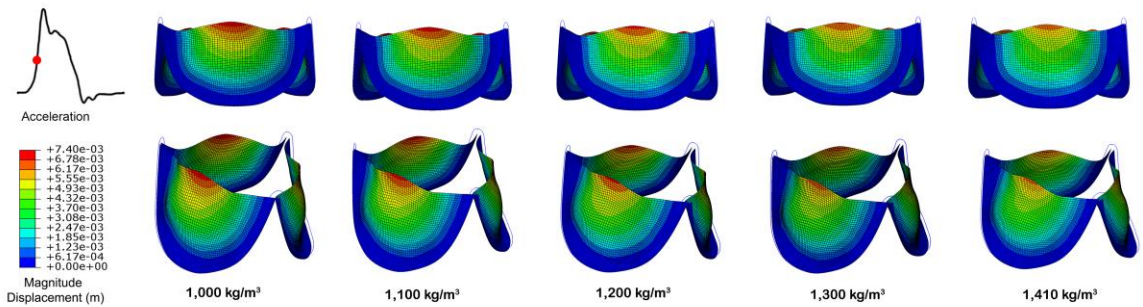 Acceleration
+7.40e-03
+6.78e-03
+6.17e-03
+5.55e-03
+4.93e-03
+4.32e-03
+3.70e-03
+3.08e-03
+2.47e-03
+1.85e-03
+1.23e-03
+6.17e-04
+0.00e+00
Magnitude
Displacement (m)
1,000 kg/m³
1,100 kg/m³
1,200 kg/m³
1,300 kg/m³
1,410 kg/m³